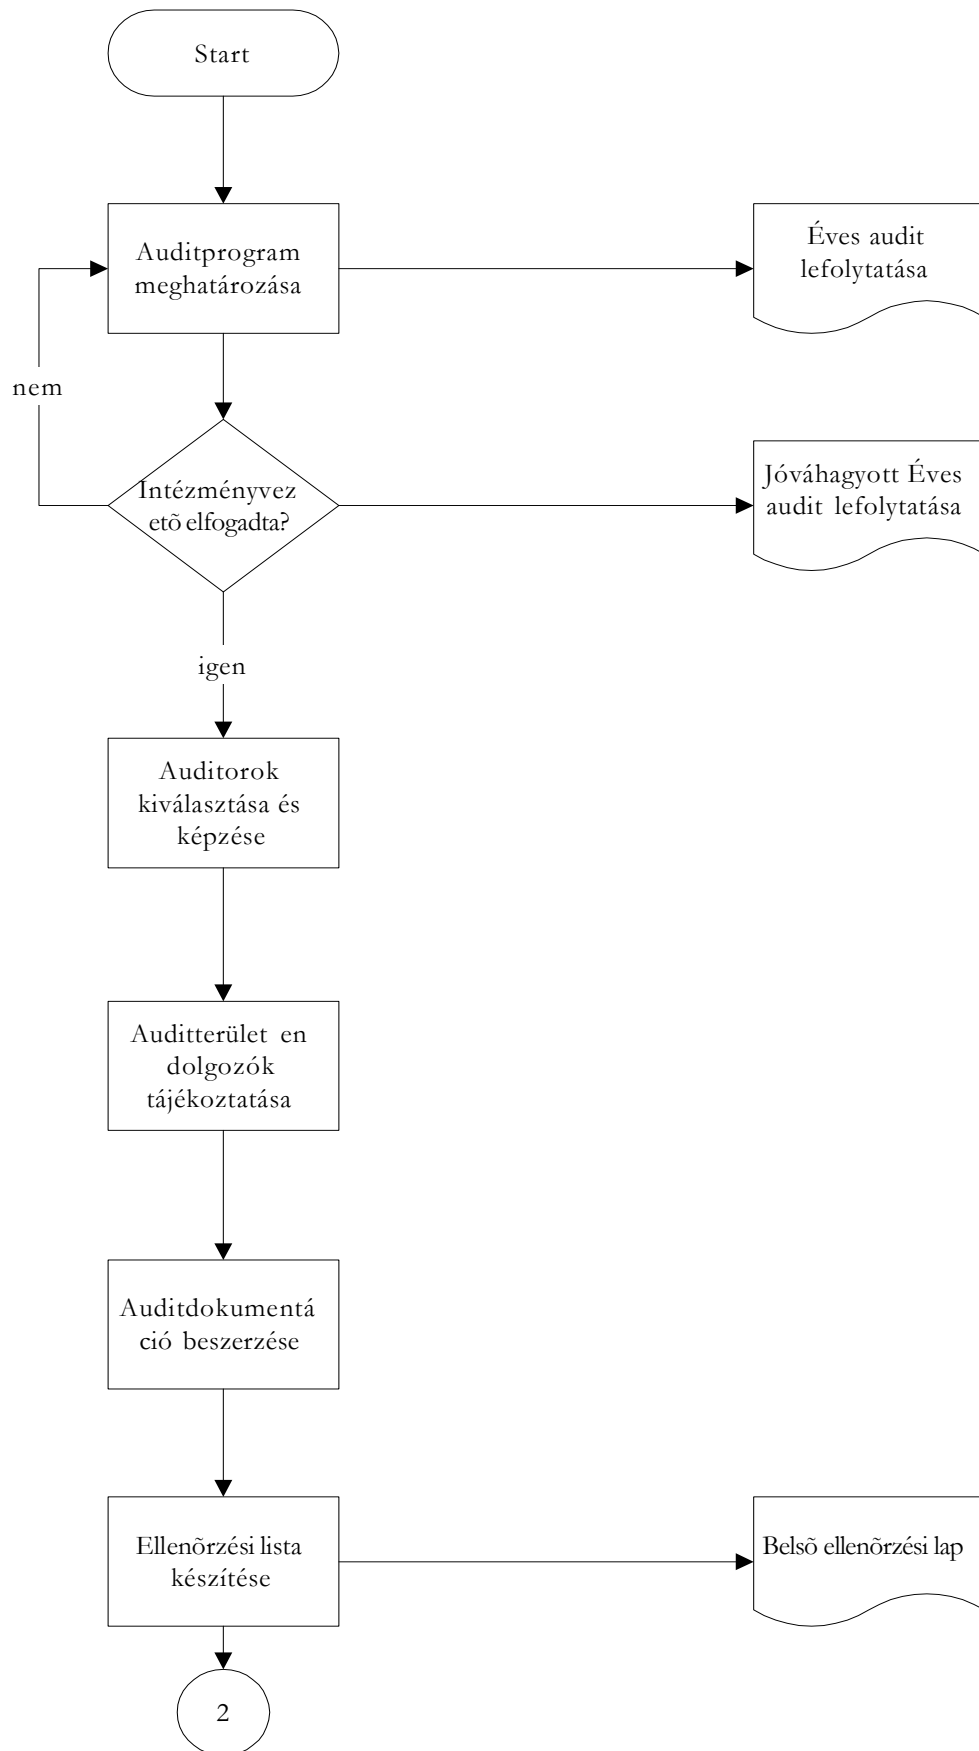 Start
Auditprogram
meghatározása
Éves audit
lefolytatása
nem
Intézményvez
etõ elfogadta?
Jóváhagyott Éves
audit lefolytatása
igen
Auditorok
kiválasztása és
képzése
Auditterület en
dolgozók
tájékoztatása
Auditdokumentá
ció beszerzése
Ellenõrzési lista
készítése
Belsõ ellenõrzési lap
2